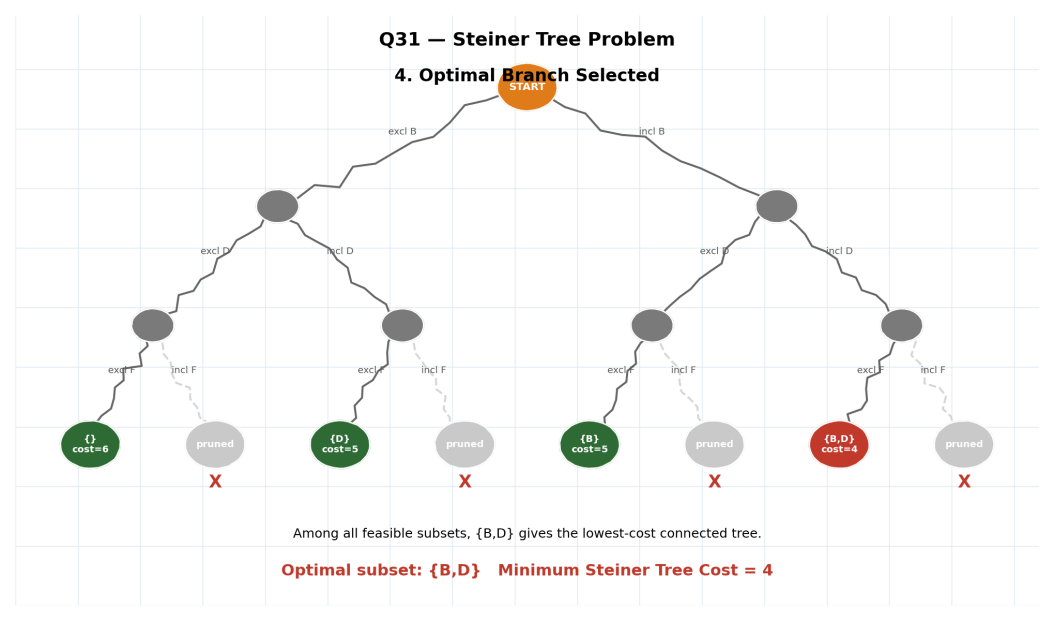 Q31 — Steiner Tree Problem
4. Optimal Branch Selected
START
excl B
incl B
excl D
incl D
excl D
incl D
excl F
incl F
excl F
incl F
excl F
incl F
excl F
incl F
{}
cost=6
pruned
{D}
cost=5
pruned
{B}
cost=5
pruned
{B,D}
cost=4
pruned
X
X
X
X
Among all feasible subsets, {B,D} gives the lowest-cost connected tree.
Optimal subset: {B,D} Minimum Steiner Tree Cost = 4